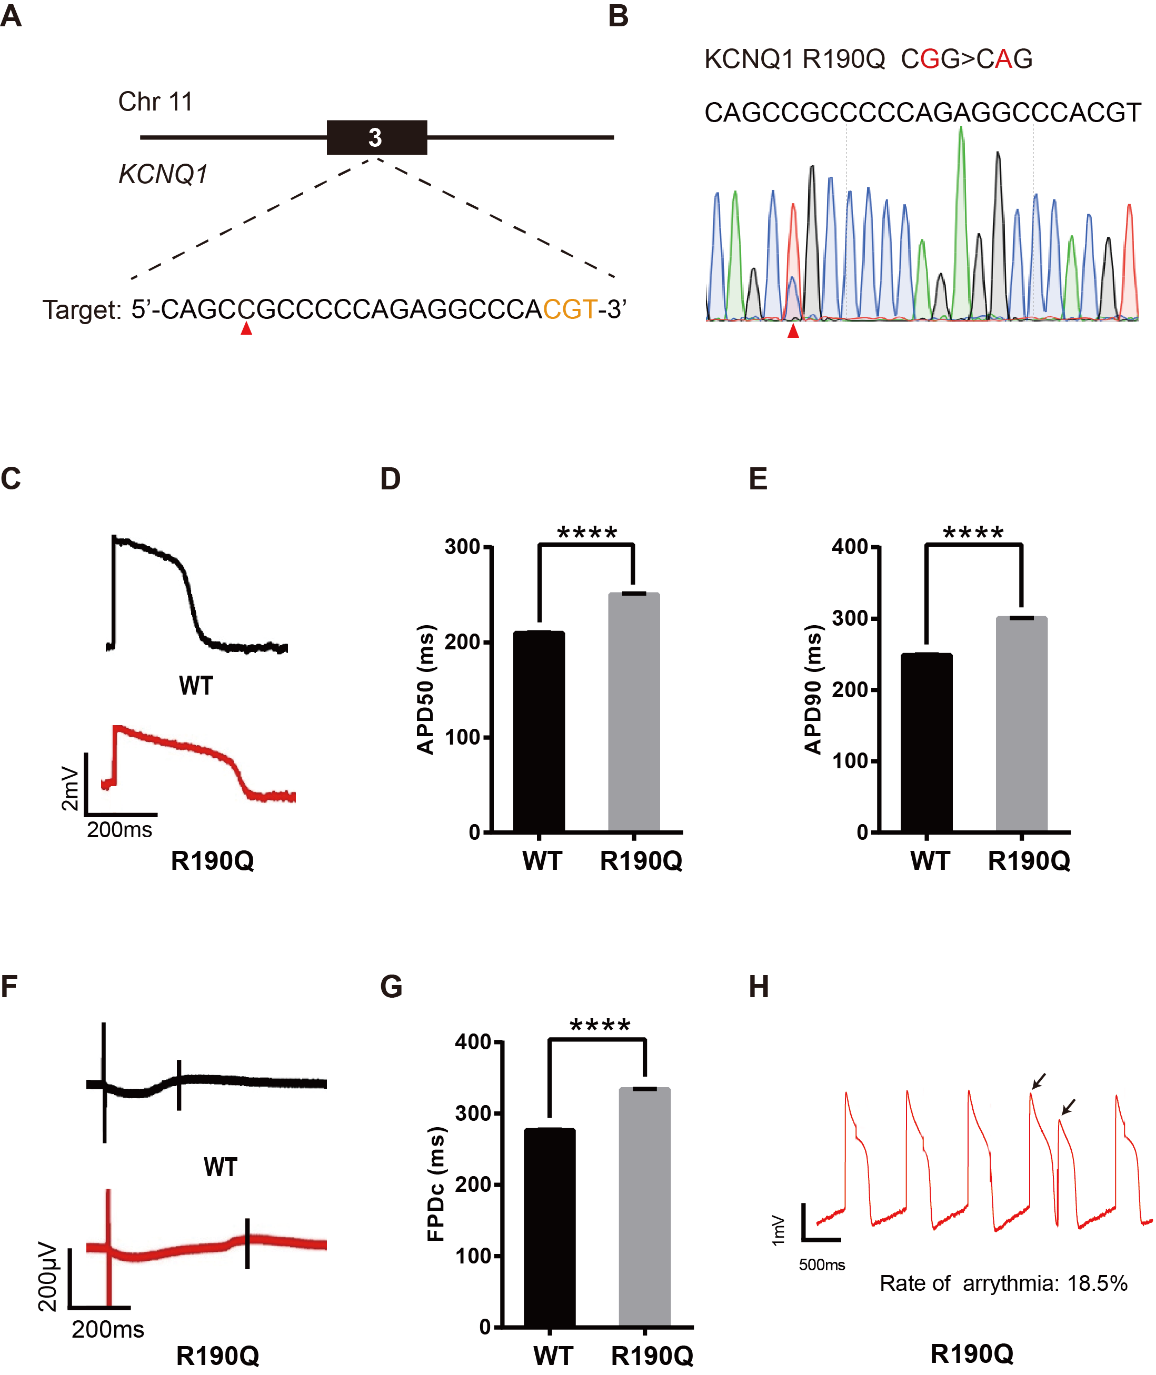 A
Chr 11
3
KCNQ1
Target: 5’-CAGCCGCCCCCAGAGGCCCACGT-3’
B
KCNQ1 R190Q CGG>CAG
CAGCCGCCCCCAGAGGCCCACGT
C
WT
2mV
200ms
R190Q
D
****
APD50 (ms)
300
200
100
0
WT R190Q
E
****
APD90 (ms)
400
300
200
100
0
WT R190Q
F
WT
200μV
200ms
R190Q
G
****
FPDc (ms)
400
300
200
100
0
WT R190Q
H
1mV
500ms
Rate of arrythmia: 18.5%
R190Q